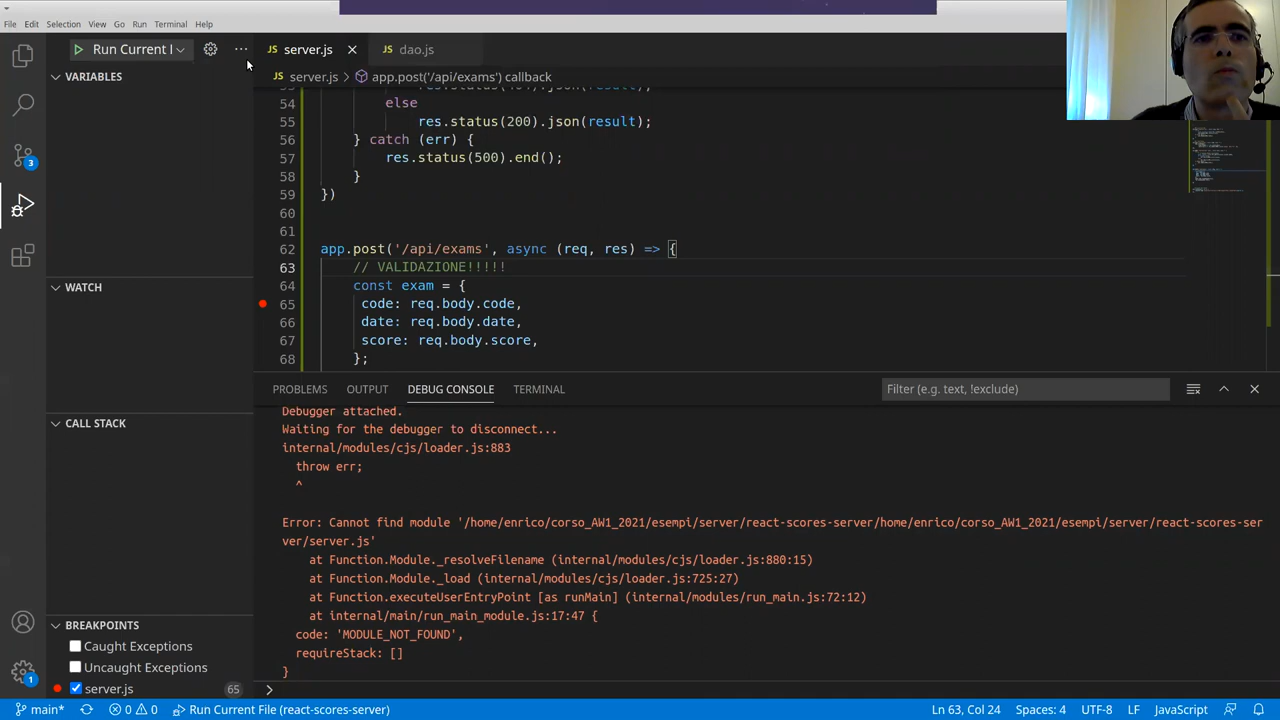 File Edit Selection View Go Run Terminal Help
Run Current I
JS server.js
JS dao.js
JS server.js > app.post('/api/exams') callback
VARIABLES
WATCH
CALL STACK
BREAKPOINTS
Caught Exceptions
Uncaught Exceptions
server.js 65
3
1
54 else
55 res.status(200).json(result);
56 } catch (err) {
57 res.status(500).end();
58 }
59 })
60
61
62 app.post('/api/exams', async (req, res) => {
63 // VALIDAZIONE!!!!!
64 const exam = {
65 code: req.body.code,
66 date: req.body.date,
67 score: req.body.score,
68 };
PROBLEMS OUTPUT DEBUG CONSOLE TERMINAL
Filter (e.g. text, !exclude)
Debugger attached.
Waiting for the debugger to disconnect...
internal/modules/cjs/loader.js:883
throw err;
^
Error: Cannot find module '/home/enrico/corso_AW1_2021/esempi/server/react-scores-server/home/enrico/corso_AW1_2021/esempi/server/react-scores-ser
ver/server.js'
at Function.Module._resolveFilename (internal/modules/cjs/loader.js:880:15)
at Function.Module._load (internal/modules/cjs/loader.js:725:27)
at Function.executeUserEntryPoint [as runMain] (internal/modules/run_main.js:72:12)
at internal/main/run_main_module.js:17:47 {
code: 'MODULE_NOT_FOUND',
requireStack: []
}
>
main* 0 0 Run Current File (react-scores-server)
Ln 63, Col 24 Spaces: 4 UTF-8 LF JavaScript